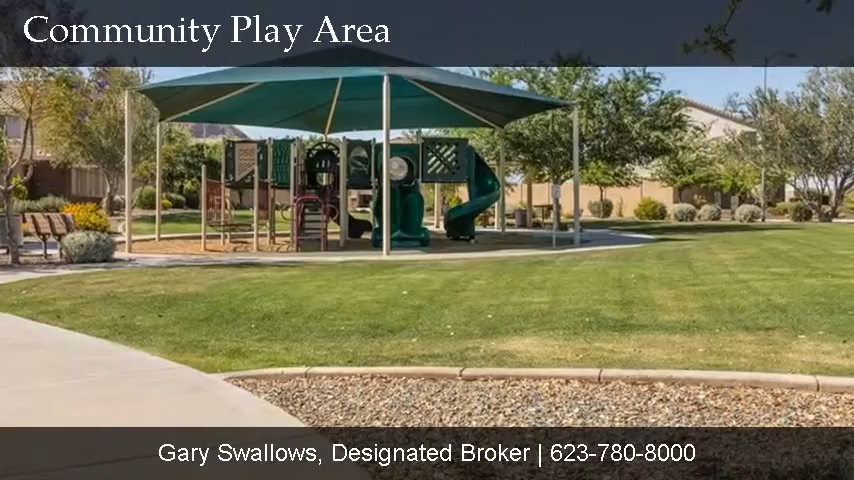 Community Play Area
Gary Swallows, Designated Broker | 623-780-8000